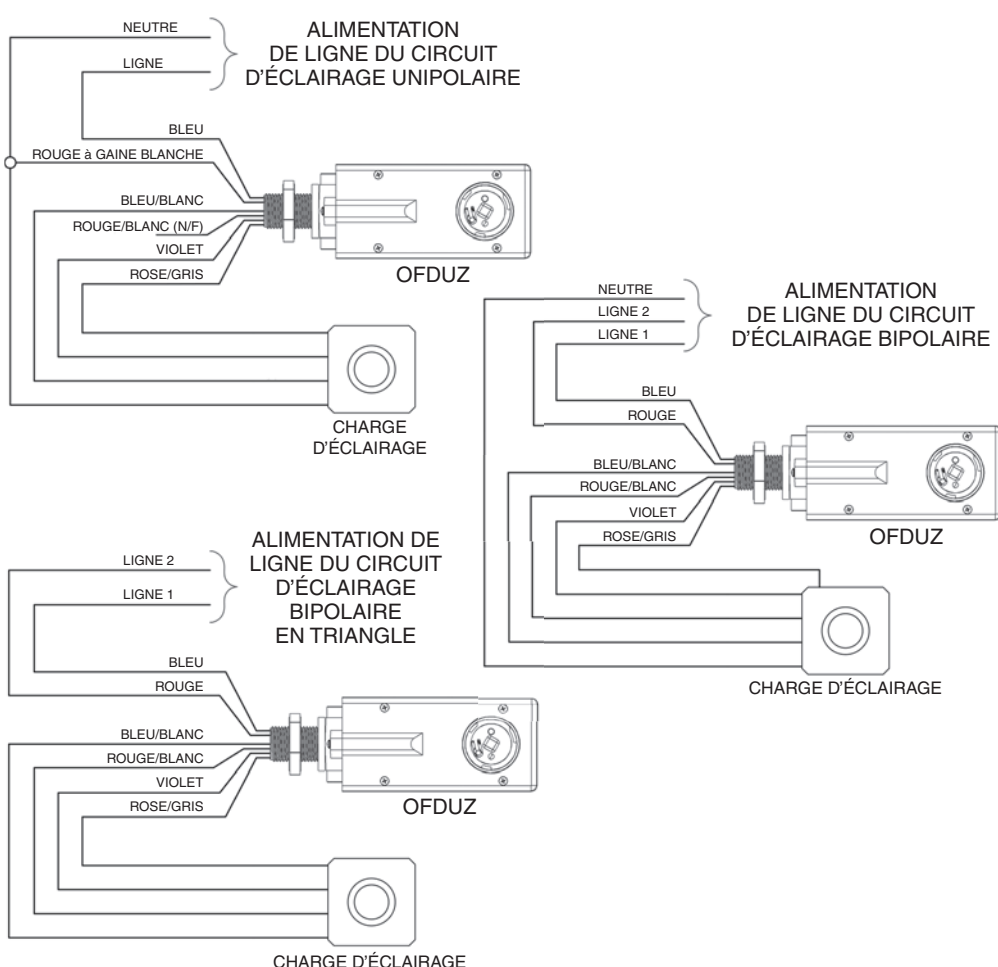 NEUTRE
LIGNE
ALIMENTATION
DE LIGNE DU CIRCUIT
D'ÉCLAIRAGE UNIPOLAIRE
BLEU
ROUGE à GAINE BLANCHE
BLEU/BLANC
ROUGE/BLANC (N/F)
VIOLET
ROSE/GRIS
OFDUZ
CHARGE
D'ÉCLAIRAGE
NEUTRE
LIGNE 2
LIGNE 1
ALIMENTATION
DE LIGNE DU CIRCUIT
D'ÉCLAIRAGE BIPOLAIRE
BLEU
ROUGE
BLEU/BLANC
ROUGE/BLANC
VIOLET
ROSE/GRIS
OFDUZ
CHARGE D'ÉCLAIRAGE
LIGNE 2
LIGNE 1
ALIMENTATION DE
LIGNE DU CIRCUIT
D'ÉCLAIRAGE
BIPOLAIRE
EN TRIANGLE
BLEU
ROUGE
BLEU/BLANC
ROUGE/BLANC
VIOLET
ROSE/GRIS
OFDUZ
CHARGE D'ÉCLAIRAGE